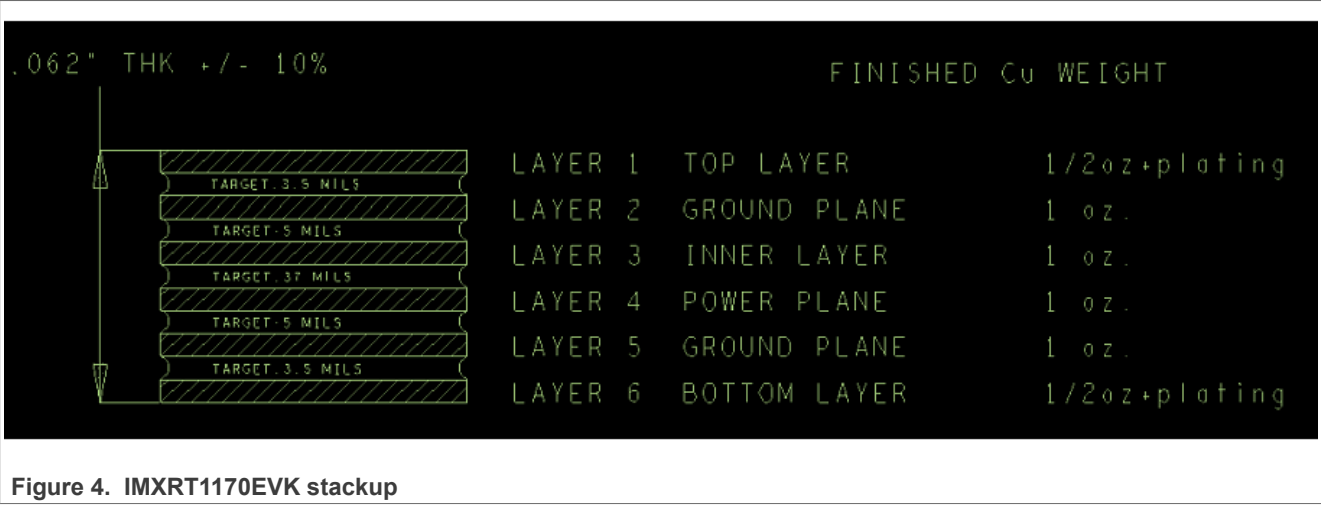 .062" THK +/- 10%
FINISHED Cu WEIGHT
LAYER 1 TOP LAYER 1/2oz+plating
TARGET.3.5 MILS
LAYER 2 GROUND PLANE 1 oz.
TARGET-5 MILS
LAYER 3 INNER LAYER 1 oz.
TARGET.37 MILS
LAYER 4 POWER PLANE 1 oz.
TARGET-5 MILS
LAYER 5 GROUND PLANE 1 oz.
TARGET.3.5 MILS
LAYER 6 BOTTOM LAYER 1/2oz+plating
Figure 4. IMXRT1170EVK stackup